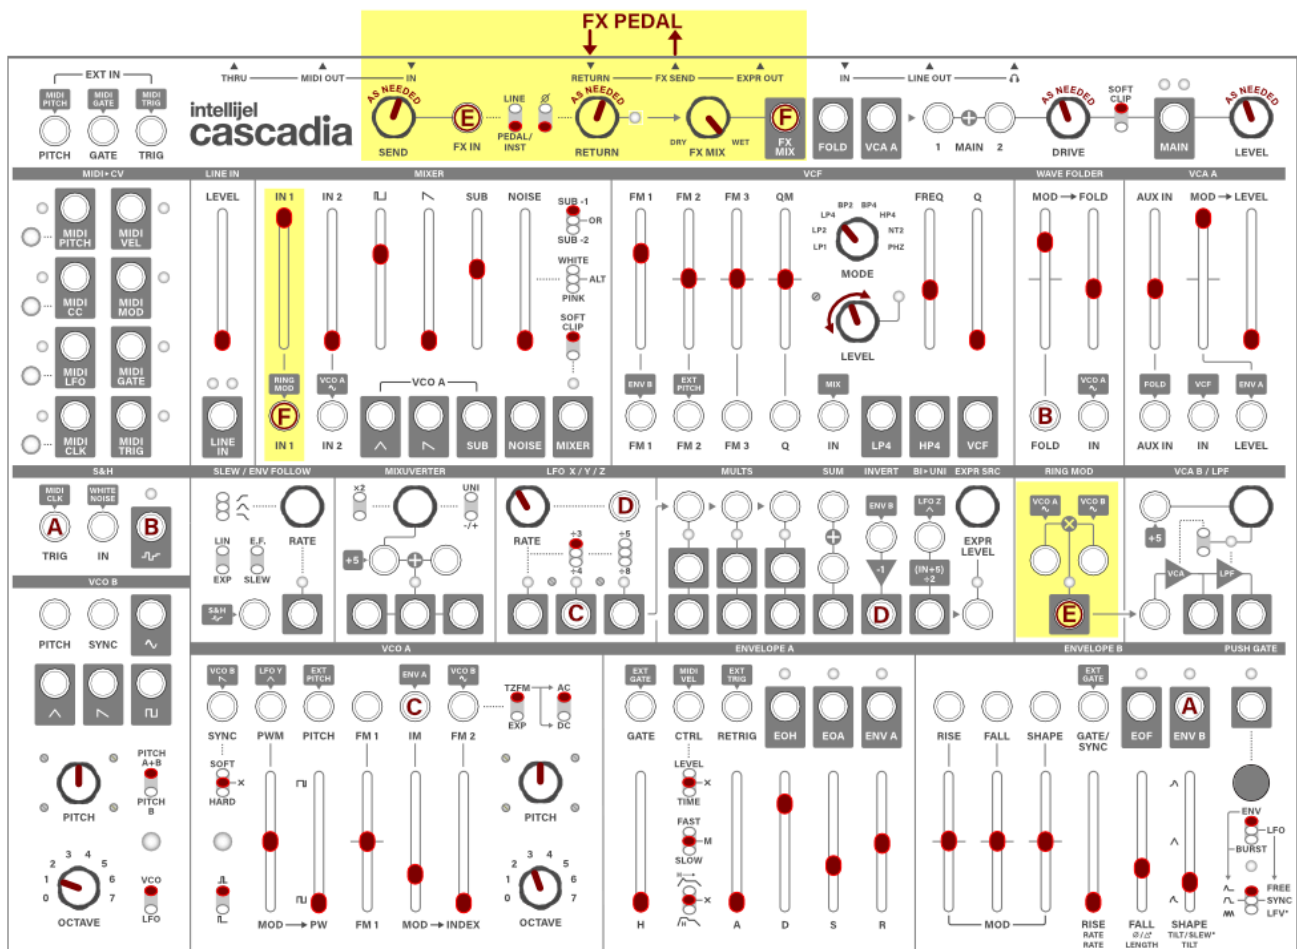 FX PEDAL
EXT IN
THRU MIDI OUT IN
RETURN FX SEND EXPR OUT
IN LINE OUT
MIDI PITCH MIDI GATE MIDI TRIG
PITCH GATE TRIG
intellijel
cascadia
AS NEEDED
SEND
E
FX IN
LINE
PEDAL/
INST
Ø
AS NEEDED
RETURN
DRY WET
FX MIX
F
FX
MIX
FOLD
VCA A
1 MAIN 2
AS NEEDED
DRIVE
SOFT
CLIP
MAIN
AS NEEDED
LEVEL
MIDI▸CV LINE IN MIXER VCF WAVE FOLDER VCA A
MIDI
PITCH
MIDI
VEL
MIDI
CC
MIDI
MOD
MIDI
LFO
MIDI
GATE
MIDI
CLK
MIDI
TRIG
LEVEL
LINE
IN
IN 1 IN 2 SUB NOISE
SUB -1
OR
SUB -2
WHITE
ALT
PINK
SOFT
CLIP
RING
MOD
VCO A
VCO A
F
IN 1 IN 2 SUB NOISE MIXER
FM 1 FM 2 FM 3 QM
LP1 LP2 LP4 BP2 BP4 HP4 NT2 PHZ
MODE
LEVEL
FREQ Q
ENV B
EXT
PITCH
MIX
FM 1 FM 2 FM 3 Q IN LP4 HP4 VCF
MOD → FOLD
VCO A
B
FOLD IN
AUX IN MOD → LEVEL
FOLD VCF ENV A
AUX IN IN LEVEL
S&H SLEW / ENV FOLLOW MIXUVERTER LFO X / Y / Z MULTS SUM INVERT BI▸UNI EXPR SRC RING MOD VCA B / LPF
MIDI
CLK
WHITE
NOISE
A
B
TRIG IN
LIN
EXP
E.F.
SLEW
RATE
S&H
×2
UNI
-/+
+5
RATE
D
÷3
÷4
÷5
÷8
C
ENV B
-1
D
LFO Z
(IN+5)
÷2
EXPR
LEVEL
VCO A VCO B
E
+5
VCA
LPF
VCO B
PITCH SYNC
PITCH
A+B
PITCH
B
PITCH
0 1 2 3 4 5 6 7
OCTAVE
VCO
LFO
VCO A ENVELOPE A ENVELOPE B PUSH GATE
VCO B
LFO Y
EXT
PITCH
ENV A
VCO B
C
SYNC PWM PITCH FM 1 IM FM 2
TZFM
EXP
AC
DC
SOFT
×
HARD
0 1 2 3 4 5 6 7
PITCH
OCTAVE
MOD → PW FM 1 MOD → INDEX
EXT
GATE
MIDI
VEL
EXT
TRIG
GATE CTRL RETRIG EOH EOA ENV A
LEVEL
×
TIME
FAST
M
SLOW
H
×
H
H A D S R
RISE FALL SHAPE
EXT
GATE
GATE/
SYNC
EOF
A
ENV B
MOD
RISE
RATE
RATE
FALL
LENGTH
SHAPE
TILT/SLEW*
TILT
ENV
LFO
BURST
FREE
SYNC
LFV*